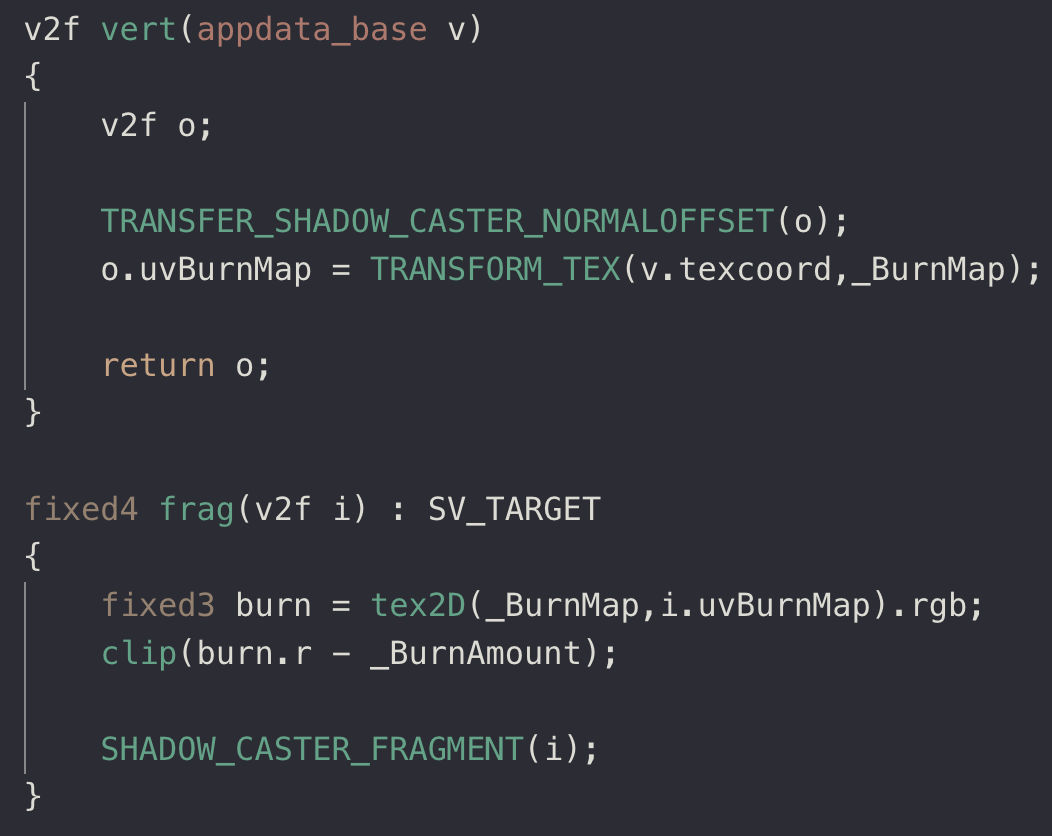 v2f vert(appdata_base v)
{
    v2f o;

    TRANSFER_SHADOW_CASTER_NORMALOFFSET(o);
    o.uvBurnMap = TRANSFORM_TEX(v.texcoord,_BurnMap);

    return o;
}

fixed4 frag(v2f i) : SV_TARGET
{
    fixed3 burn = tex2D(_BurnMap,i.uvBurnMap).rgb;
    clip(burn.r - _BurnAmount);

    SHADOW_CASTER_FRAGMENT(i);
}